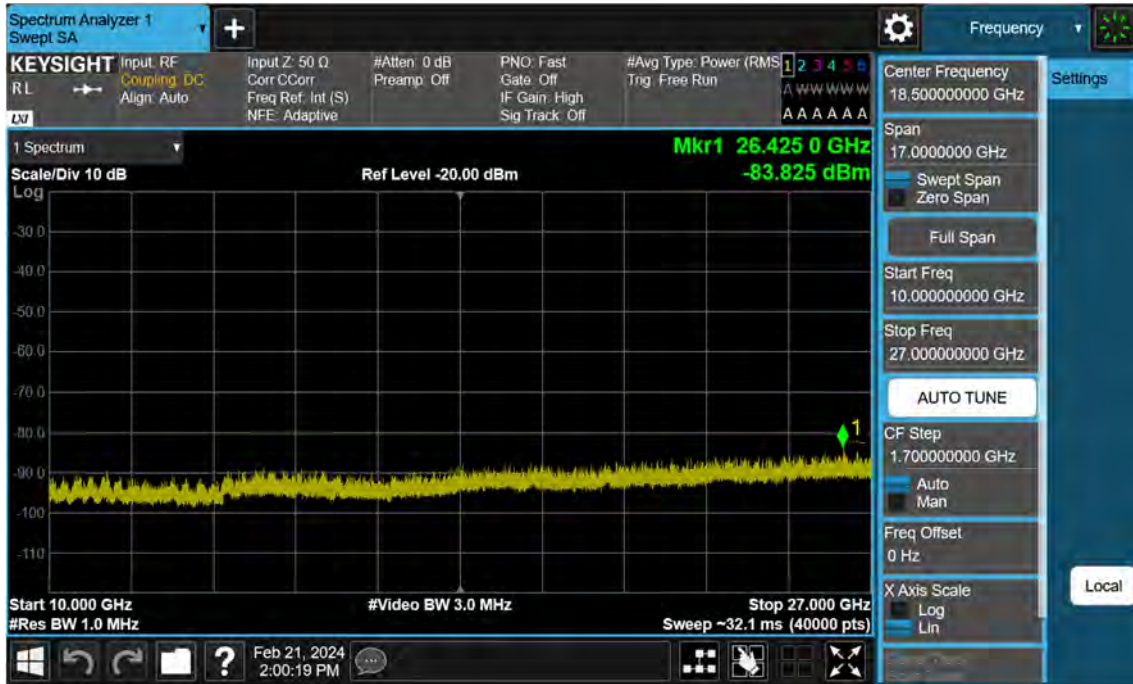 Spectrum Analyzer 1
Swept SA
+
Frequency
KEYSIGHT
RL
LXI
Input: RF
Coupling: DC
Align: Auto
Input Z: 50 Ω
Corr CCorr
Freq Ref: Int (S)
NFE: Adaptive
#Atten: 0 dB
Preamp: Off
PNO: Fast
Gate: Off
IF Gain: High
Sig Track: Off
#Avg Type: Power (RMS
Trig: Free Run
1 2 3 4 5 6
A W W W W W
A A A A A A
1 Spectrum
Scale/Div 10 dB
Ref Level -20.00 dBm
Mkr1 26.425 0 GHz
-83.825 dBm
Log
-30.0
-40.0
-50.0
-60.0
-70.0
-80.0
-90.0
-100
-110
1
Start 10.000 GHz
#Video BW 3.0 MHz
Stop 27.000 GHz
#Res BW 1.0 MHz
Sweep ~32.1 ms (40000 pts)
Center Frequency
18.500000000 GHz
Span
17.0000000 GHz
Swept Span
Zero Span
Full Span
Start Freq
10.000000000 GHz
Stop Freq
27.000000000 GHz
AUTO TUNE
CF Step
1.700000000 GHz
Auto
Man
Freq Offset
0 Hz
X Axis Scale
Log
Lin
Settings
Local
?
Feb 21, 2024
2:00:19 PM